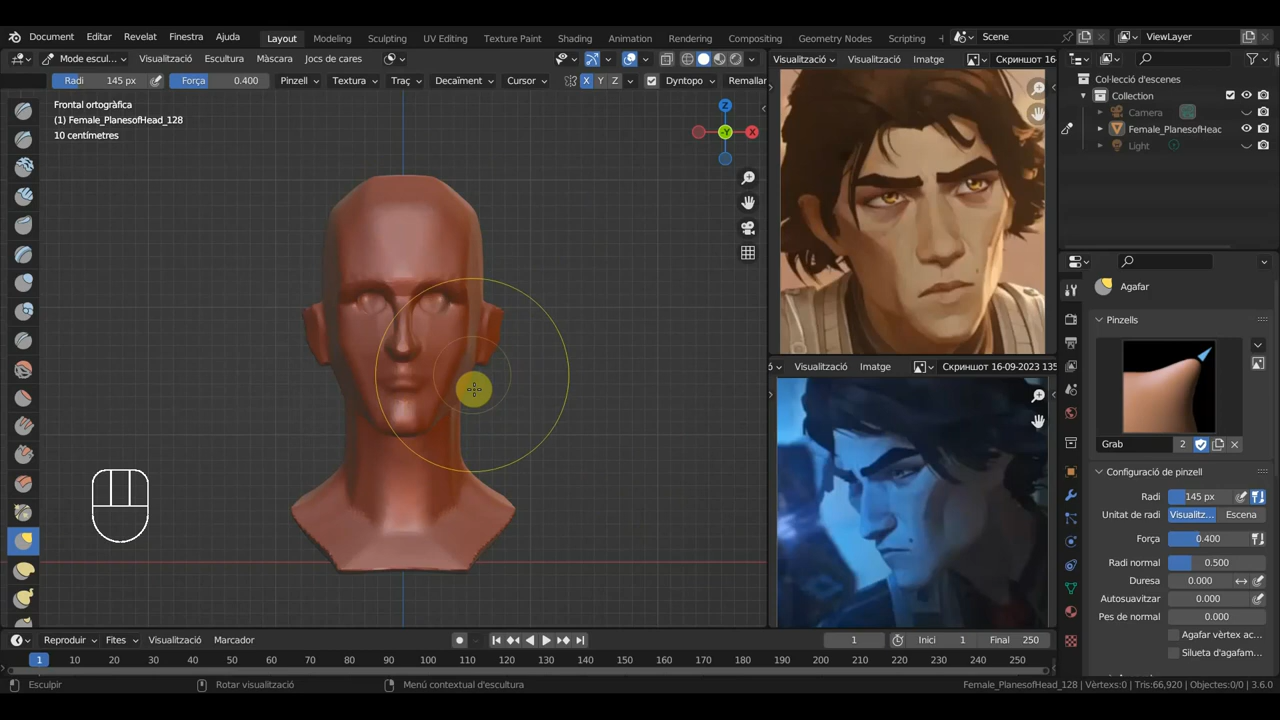 Document Editar Revelat Finestra Ajuda Layout Modeling Sculpting UV Editing Texture Paint Shading Animation Rendering Compositing Geometry Nodes Scripting Scene ViewLayer
Mode escul... Visualització Escultura Màscara Jocs de cares
Visualització Visualització Imatge Скриншот 16
Radi 145 px Força 0.400 Pinzell Textura Traç Decaïment Cursor X Y Z Dyntopo Remallar
Col·lecció d'escenes
Collection
Camera
Female_PlanesofHeac
Light
Frontal ortogràfica
(1) Female_PlanesofHead_128
10 centímetres
Z
-Y
X
Agafar
Pinzells
Visualització Imatge Скриншот 16-09-2023 135
Grab 2
Configuració de pinzell
Radi 145 px
Unitat de radi Visualitz... Escena
Força 0.400
Radi normal 0.500
Duresa 0.000
Autosuavitzar 0.000
Pes de normal 0.000
Agafar vèrtex ac...
Silueta d'agafam...
Reproduir Fites Visualització Marcador 1 Inici 1 Final 250
1 10 20 30 40 50 60 70 80 90 100 110 120 130 140 150 160 170 180 190 200 210 220 230 240 250
Esculpir Rotar visualització Menú contextual d'escultura Female_PlanesofHead_128 | Vèrtexs:0 | Tris:66,920 | Objectes:0/0 | 3.6.0